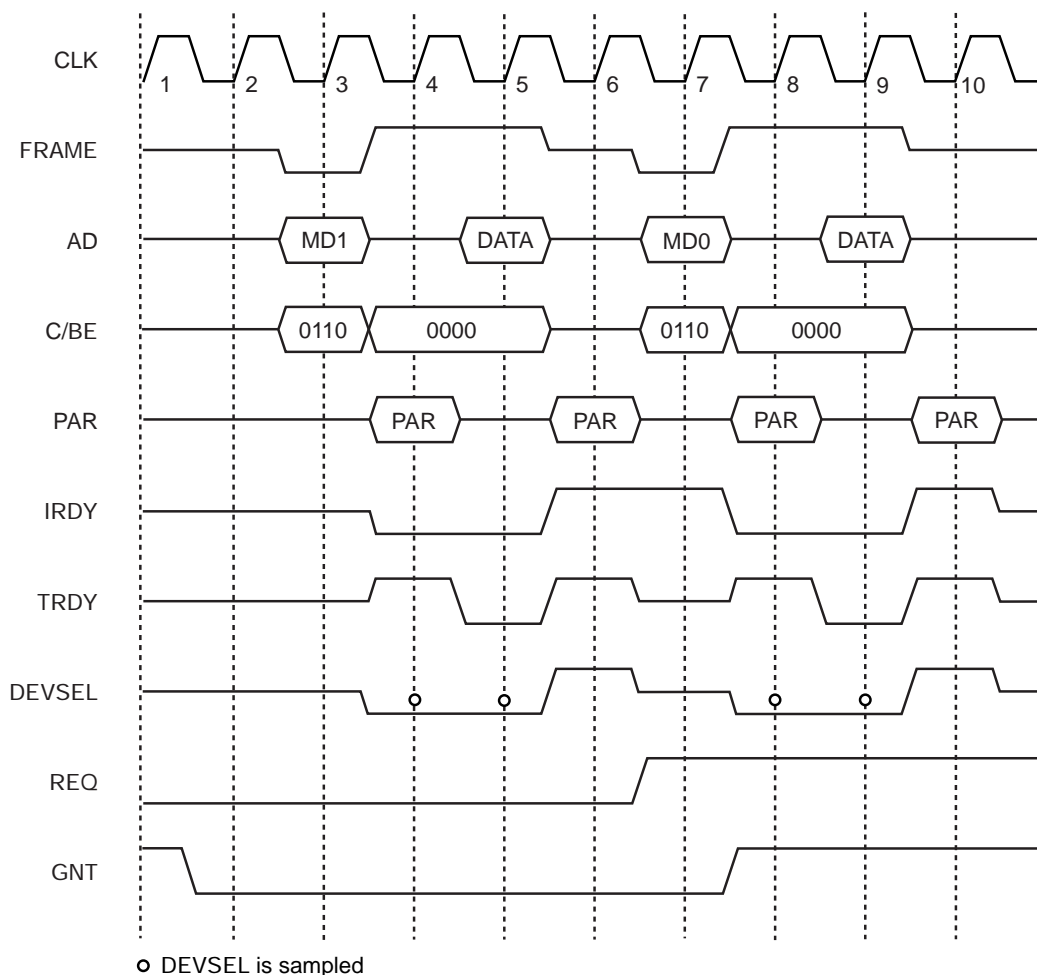 CLK
1 2 3 4 5 6 7 8 9 10
FRAME
AD MD1 DATA MD0 DATA
C/BE 0110 0000 0110 0000
PAR PAR PAR PAR PAR
IRDY
TRDY
DEVSEL
REQ
GNT
DEVSEL is sampled